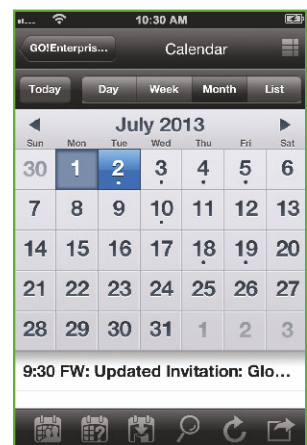 10:30 AM
GO!Enterpris... Calendar
Today Day Week Month List
July 2013
Sun Mon Tue Wed Thu Fri Sat
30 1 2 3 4 5 6
7 8 9 10 11 12 13
14 15 16 17 18 19 20
21 22 23 24 25 26 27
28 29 30 31 1 2 3
9:30 FW: Updated Invitation: Glo...